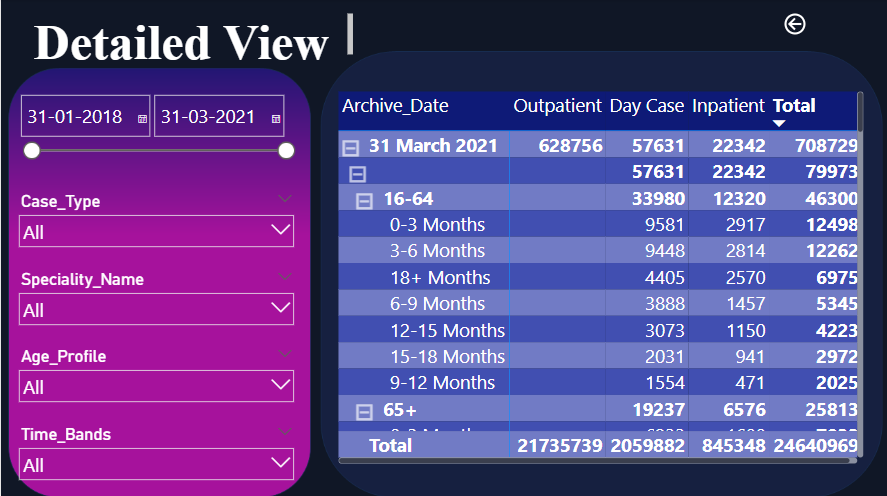 Detailed View
31-01-2018 31-03-2021
Case_Type
All
Speciality_Name
All
Age_Profile
All
Time_Bands
All
Archive_Date Outpatient Day Case Inpatient Total
31 March 2021 628756 57631 22342 708729
57631 22342 79973
16-64 33980 12320 46300
0-3 Months 9581 2917 12498
3-6 Months 9448 2814 12262
18+ Months 4405 2570 6975
6-9 Months 3888 1457 5345
12-15 Months 3073 1150 4223
15-18 Months 2031 941 2972
9-12 Months 1554 471 2025
65+ 19237 6576 25813
Total 21735739 2059882 845348 24640969